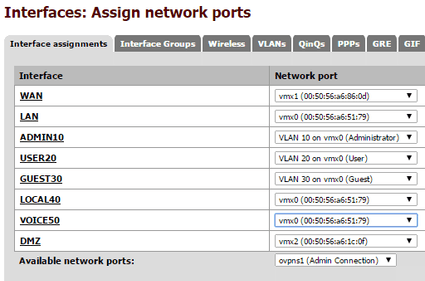 Interfaces: Assign network ports
Interface assignments Interface Groups Wireless VLANs QinQs PPPs GRE GIF
Interface Network port
WAN vmx1 (00:50:56:a6:86:0d)
LAN vmx0 (00:50:56:a6:51:79)
ADMIN10 VLAN 10 on vmx0 (Administrator)
USER20 VLAN 20 on vmx0 (User)
GUEST30 VLAN 30 on vmx0 (Guest)
LOCAL40 vmx0 (00:50:56:a6:51:79)
VOICE50 vmx0 (00:50:56:a6:51:79)
DMZ vmx2 (00:50:56:a6:1c:0f)
Available network ports: ovpns1 (Admin Connection)